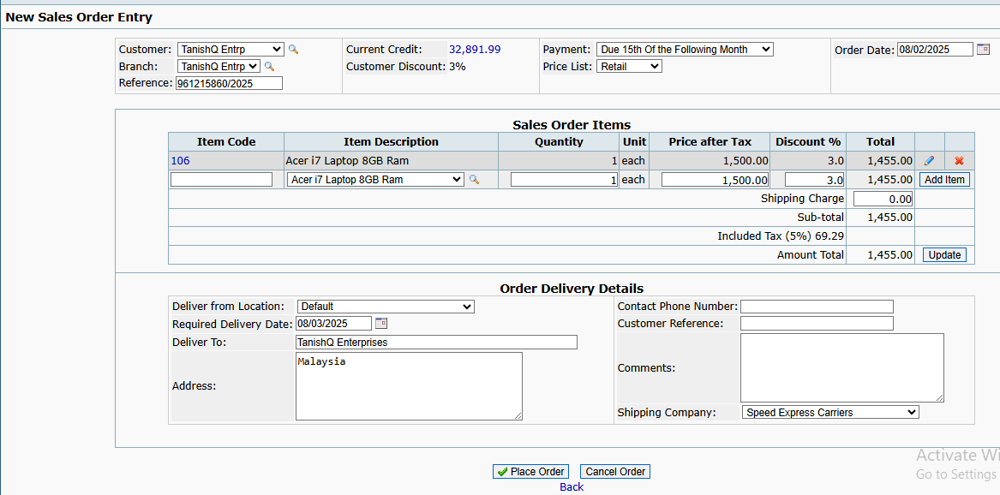 New Sales Order Entry
Customer: TanishQ Entrp Current Credit: 32,891.99 Payment: Due 15th Of the Following Month Order Date: 08/02/2025
Branch: TanishQ Entrp Customer Discount: 3% Price List: Retail
Reference: 961215860/2025
Sales Order Items
Item Code Item Description Quantity Unit Price after Tax Discount % Total
106 Acer i7 Laptop 8GB Ram 1 each 1,500.00 3.0 1,455.00
Acer i7 Laptop 8GB Ram 1 each 1,500.00 3.0 1,455.00 Add Item
Shipping Charge 0.00
Sub-total 1,455.00
Included Tax (5%) 69.29
Amount Total 1,455.00 Update
Order Delivery Details
Deliver from Location: Default Contact Phone Number:
Required Delivery Date: 08/03/2025 Customer Reference:
Deliver To: TanishQ Enterprises
Malaysia
Comments:
Address:
Shipping Company: Speed Express Carriers
Activate Wi
Place Order Cancel Order Go to Settings
Back